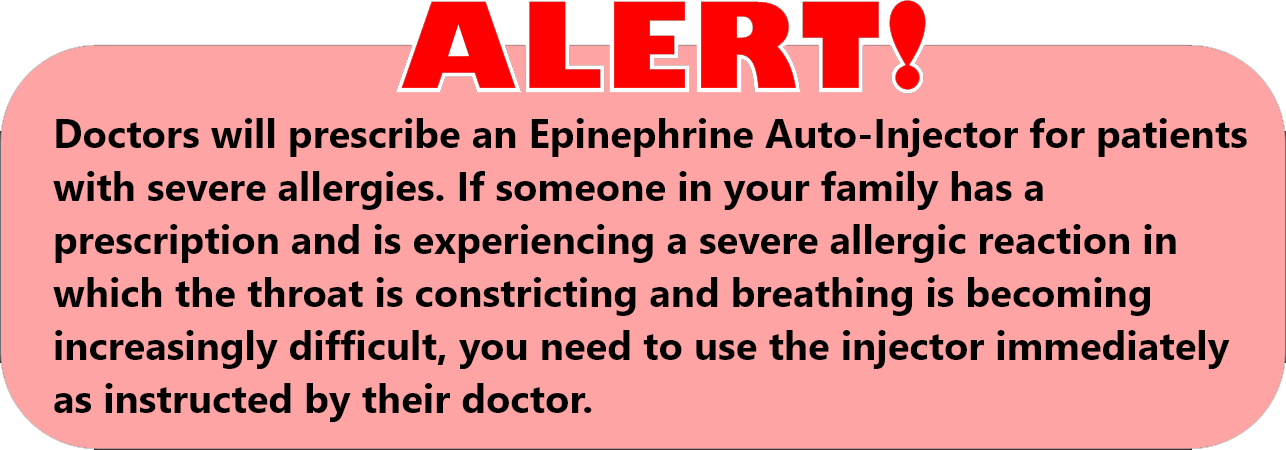 ALERT!
Doctors will prescribe an Epinephrine Auto-Injector for patients
with severe allergies. If someone in your family has a
prescription and is experiencing a severe allergic reaction in
which the throat is constricting and breathing is becoming
increasingly difficult, you need to use the injector immediately
as instructed by their doctor.